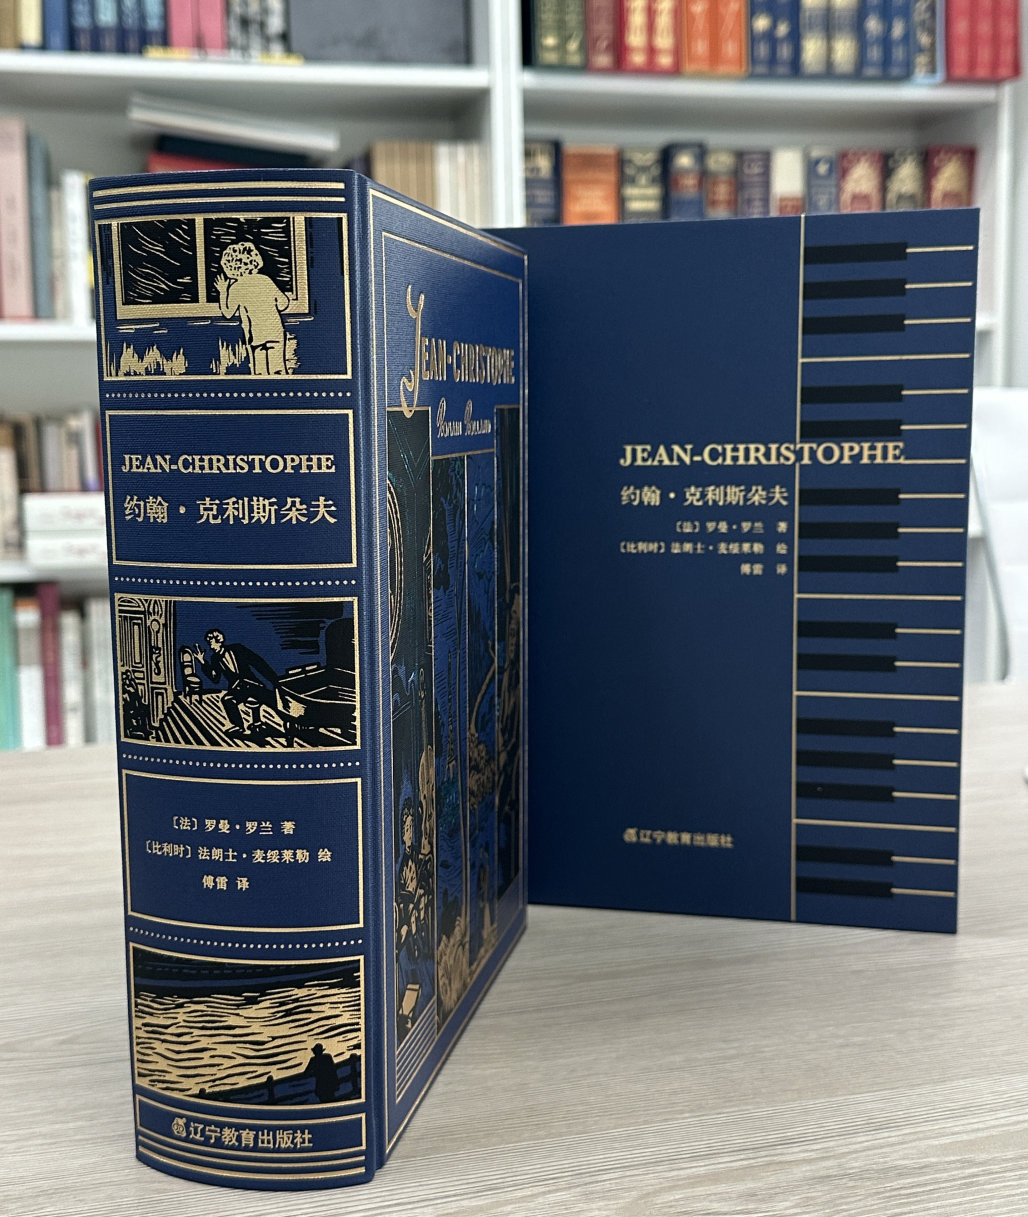 JEAN-CHRISTOPHE
约翰·克利斯朵夫
〔法〕罗曼·罗兰 著
〔比利时〕法朗士·麦绥莱勒 绘
傅雷 译
辽宁教育出版社
JEAN-CHRISTOPHE
JEAN-CHRISTOPHE
约翰·克利斯朵夫
〔法〕罗曼·罗兰 著
〔比利时〕法朗士·麦绥莱勒 绘
傅雷 译
辽宁教育出版社